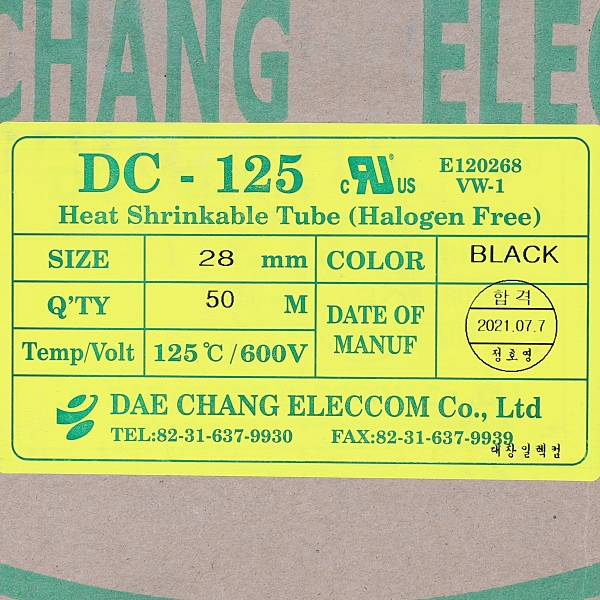 CHANG ELEC
DC - 125 c RU US E120268
VW-1
Heat Shrinkable Tube (Halogen Free)
SIZE 28 mm COLOR BLACK
Q'TY 50 M DATE OF MANUF
합격
2021.07.7
정호영
Temp/Volt 125℃/600V
DAE CHANG ELECCOM Co., Ltd
TEL:82-31-637-9930 FAX:82-31-637-9939
대창일렉컴